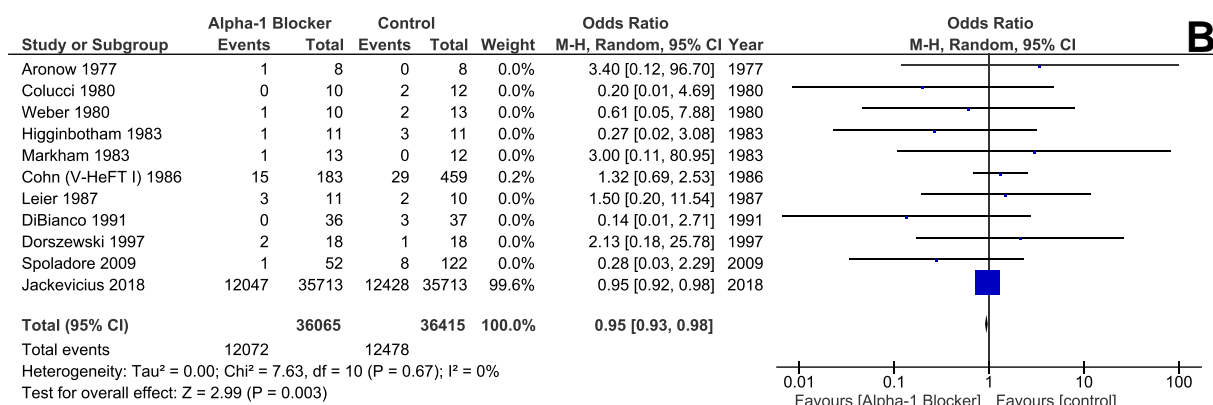 Alpha-1 Blocker Control Odds Ratio Odds Ratio
Study or Subgroup Events Total Events Total Weight M-H, Random, 95% CI Year M-H, Random, 95% CI
B
Aronow 1977 1 8 0 8 0.0% 3.40 [0.12, 96.70] 1977
Colucci 1980 0 10 2 12 0.0% 0.20 [0.01, 4.69] 1980
Weber 1980 1 10 2 13 0.0% 0.61 [0.05, 7.88] 1980
Higginbotham 1983 1 11 3 11 0.0% 0.27 [0.02, 3.08] 1983
Markham 1983 1 13 0 12 0.0% 3.00 [0.11, 80.95] 1983
Cohn (V-HeFT I) 1986 15 183 29 459 0.2% 1.32 [0.69, 2.53] 1986
Leier 1987 3 11 2 10 0.0% 1.50 [0.20, 11.54] 1987
DiBianco 1991 0 36 3 37 0.0% 0.14 [0.01, 2.71] 1991
Dorszewski 1997 2 18 1 18 0.0% 2.13 [0.18, 25.78] 1997
Spoladore 2009 1 52 8 122 0.0% 0.28 [0.03, 2.29] 2009
Jackevicius 2018 12047 35713 12428 35713 99.6% 0.95 [0.92, 0.98] 2018
Total (95% CI) 36065 36415 100.0% 0.95 [0.93, 0.98]
Total events 12072 12478
Heterogeneity: Tau² = 0.00; Chi² = 7.63, df = 10 (P = 0.67); I² = 0%
Test for overall effect: Z = 2.99 (P = 0.003)
0.01 0.1 1 10 100
Favours [Alpha-1 Blocker] Favours [control]